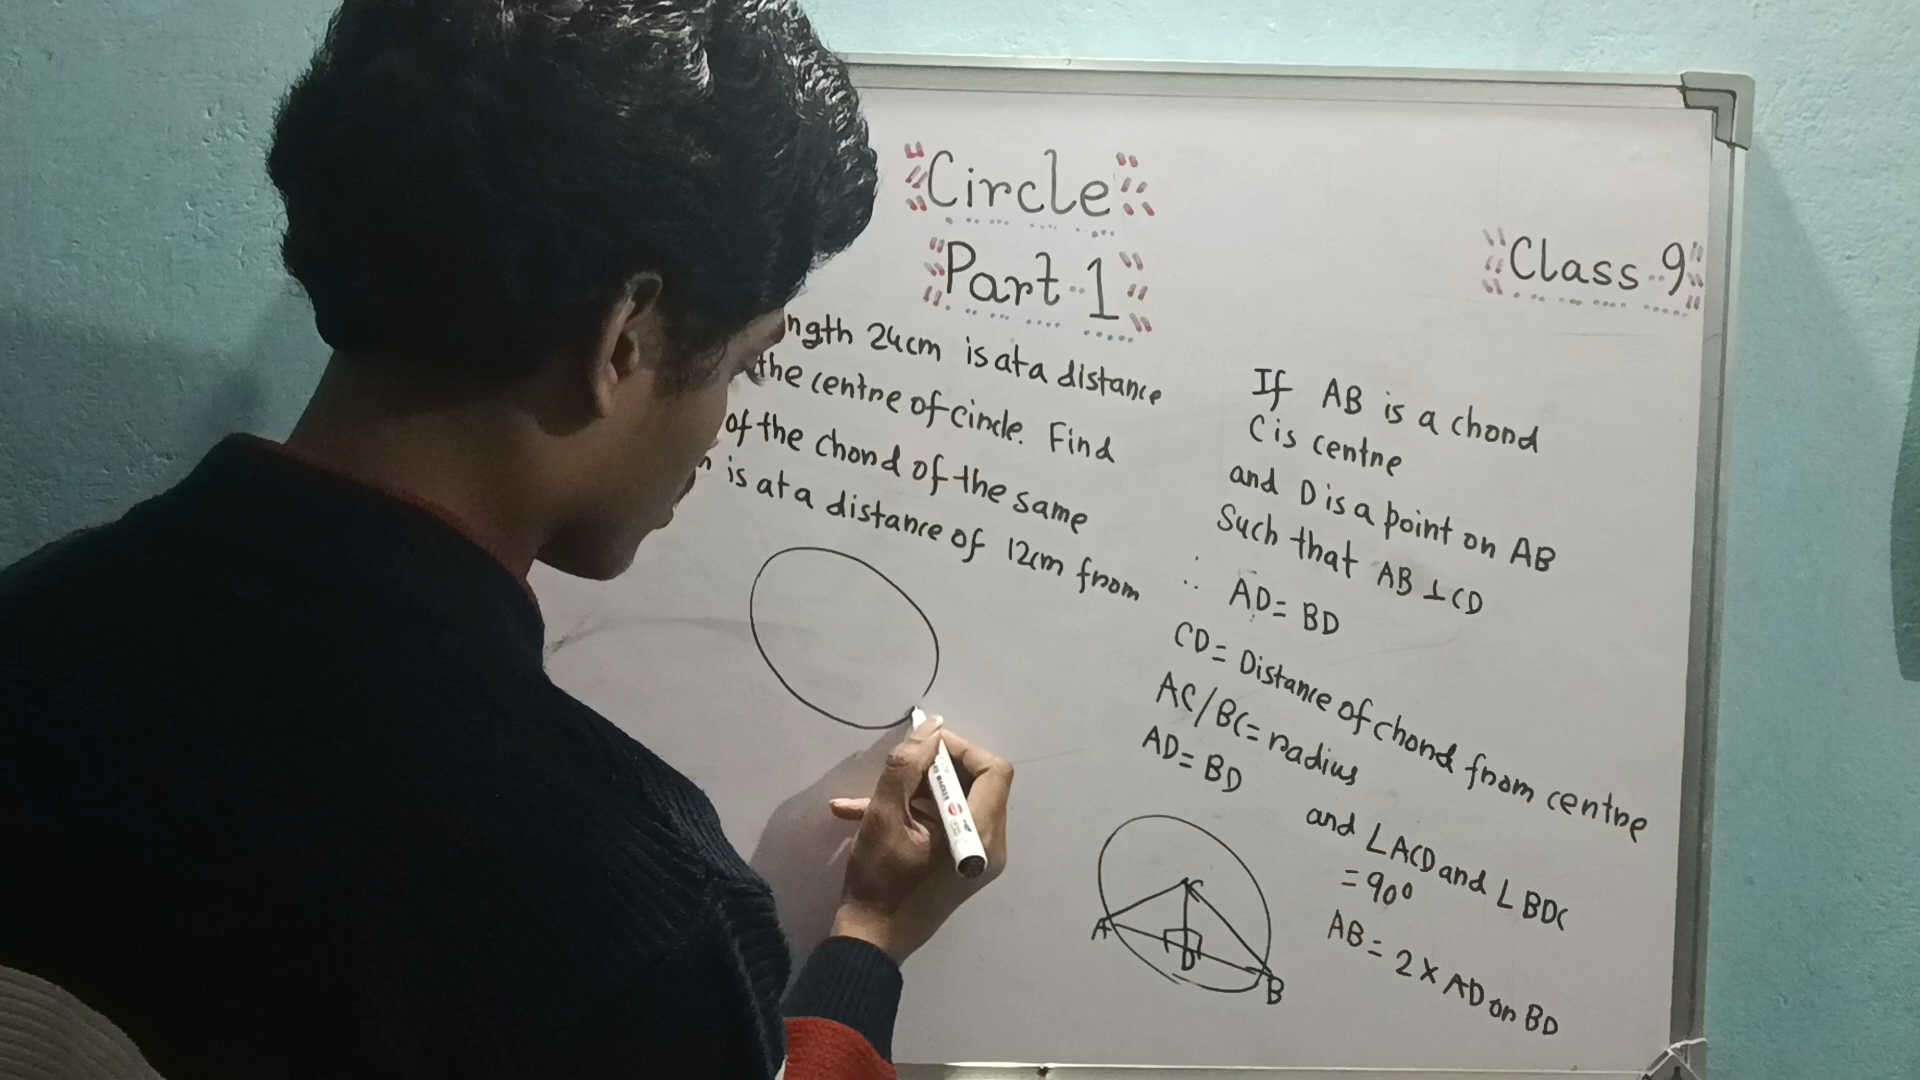 Circle
Part-1
Class-9
ngth 24cm is at a distance
the centre of circle. Find
of the chord of the same
is at a distance of 12cm from
If AB is a chord
C is centre
and D is a point on AB
Such that AB ⊥ CD
∴ AD = BD
CD = Distance of chord from centre
AC/BC = radius
AD = BD
and ∠ACD and ∠BDC
= 90°
AB = 2 × AD or BD
C
A
D
B